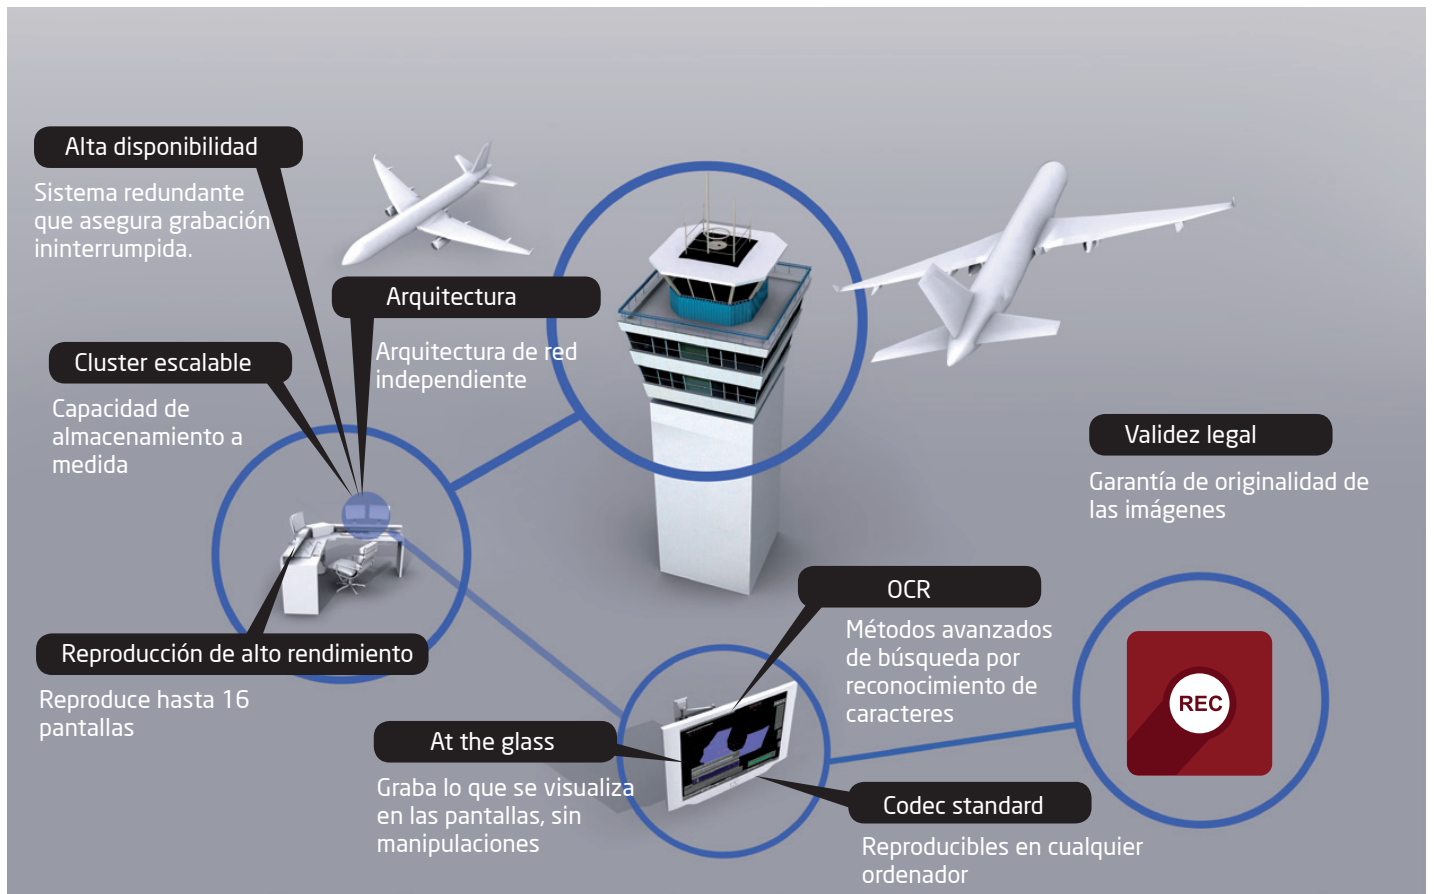 Alta disponibilidad
Sistema redundante
que asegura grabación
ininterrumpida.
Arquitectura
Arquitectura de red
independiente
Cluster escalable
Capacidad de
almacenamiento a
medida
Validez legal
Garantía de originalidad de
las imágenes
OCR
Métodos avanzados
de búsqueda por
reconocimiento de
caracteres
Reproducción de alto rendimiento
Reproduce hasta 16
pantallas
REC
At the glass
Graba lo que se visualiza
en las pantallas, sin
manipulaciones
Codec standard
Reproducibles en cualquier
ordenador